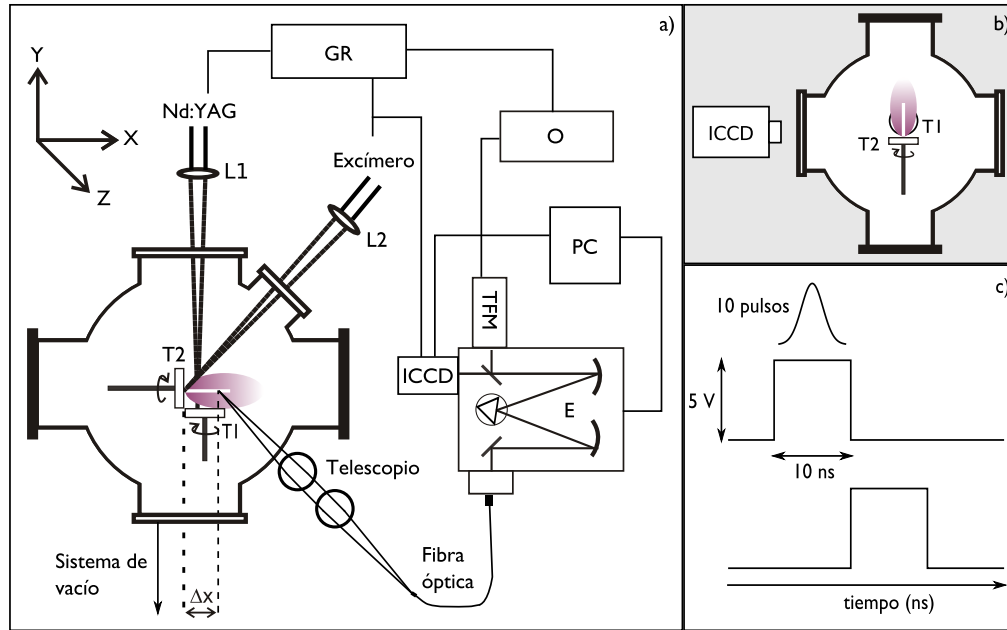 a)
GR
Y
X
Z
Nd:YAG
L1
Excímero
L2
O
PC
TFM
ICCD
E
T2
T1
Telescopio
Fibra
óptica
Sistema de
vacío
Δx
b)
ICCD
T1
T2
c)
10 pulsos
5 V
10 ns
tiempo (ns)